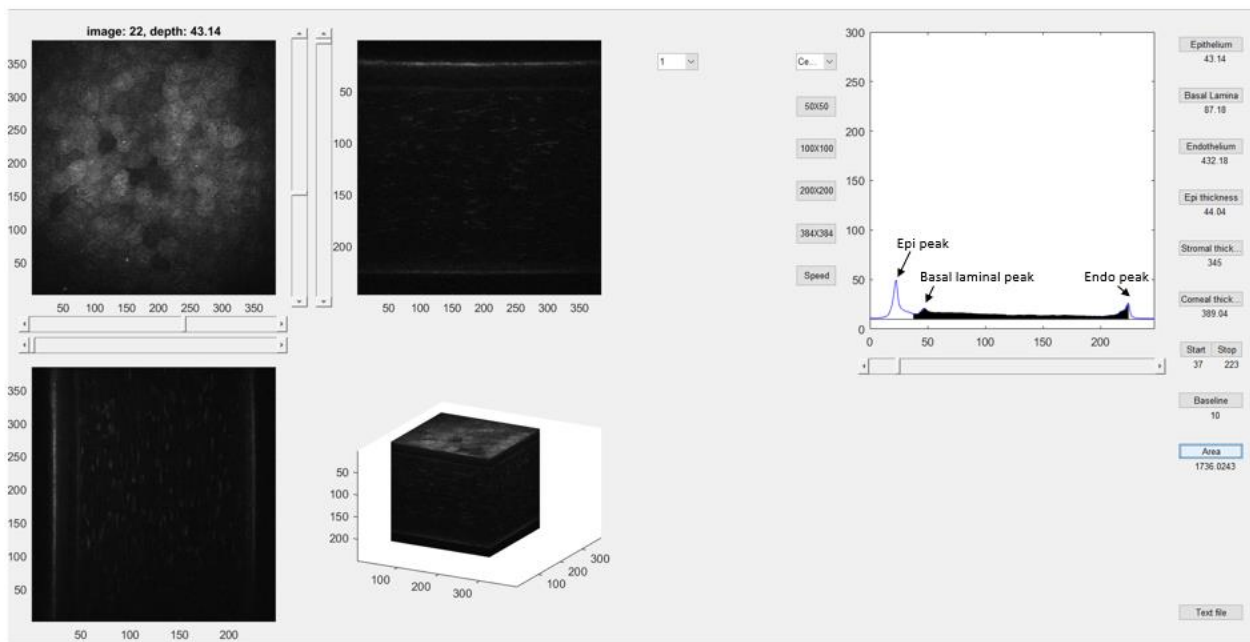 image: 22, depth: 43.14
350
300
250
200
150
100
50
50 100 150 200 250 300 350
50
100
150
200
50 100 150 200 250 300 350
1
Ce...
50X50
100X100
200X200
384X384
Speed
300
250
200
150
100
50
0
0 50 100 150 200
Epi peak
Basal laminal peak
Endo peak
Epithelium
43.14
Basal Lamina
87.18
Endothelium
432.18
Epi thickness
44.04
Stromal thick...
345
Corneal thick...
389.04
Start Stop
37 223
Baseline
10
Area
1736.0243
Text file
350
300
250
200
150
100
50
50 100 150 200
50
100
150
200
100 200 300
100 200 300